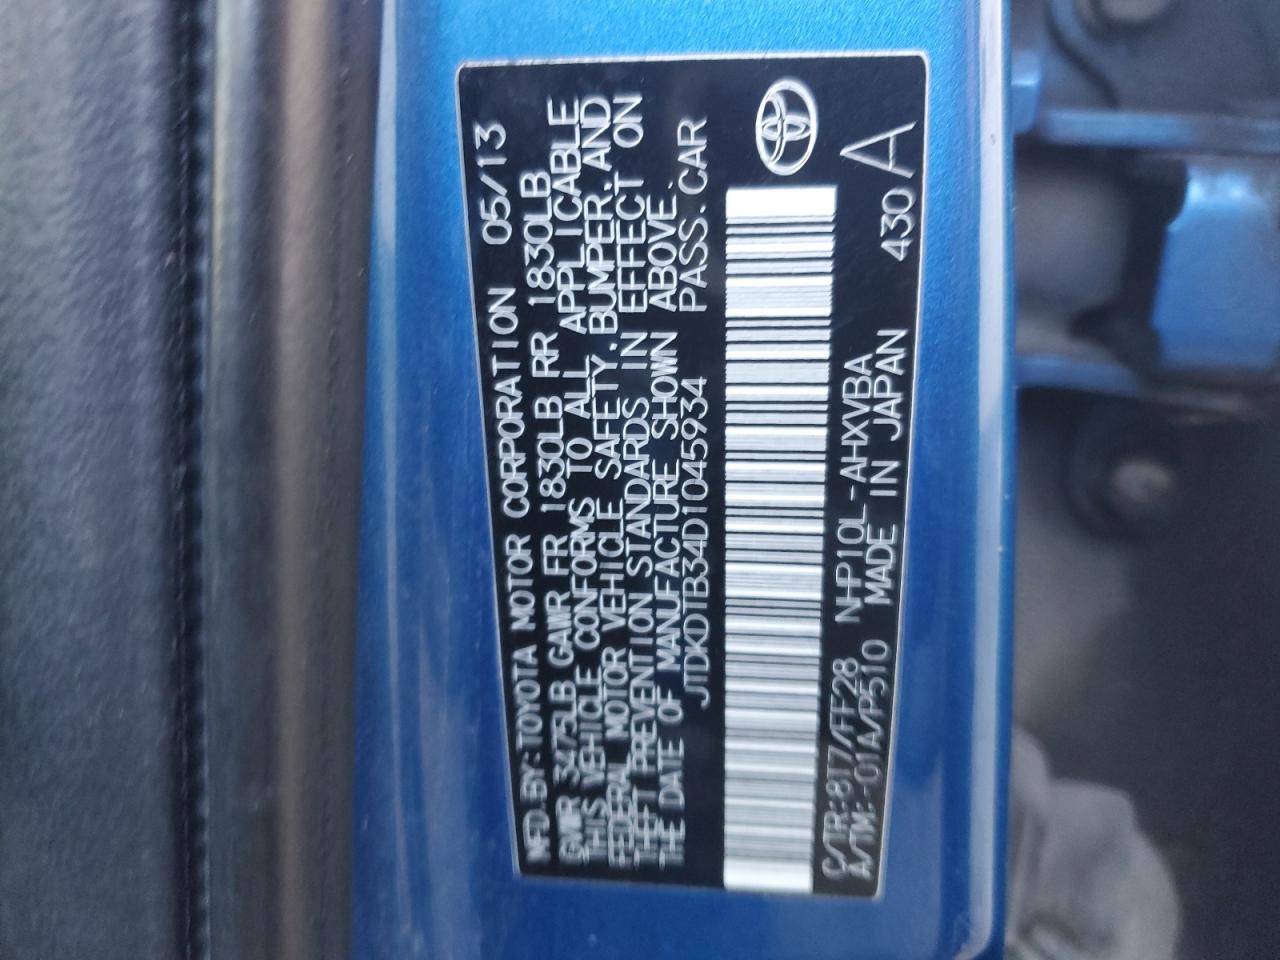 MFD.BY:TOYOTA MOTOR CORPORATION 05/13
GVWR 3475LB GAWR FR 1830LB RR 1830LB
THIS VEHICLE CONFORMS TO ALL APPLICABLE
FEDERAL MOTOR VEHICLE SAFETY,BUMPER,AND
THEFT PREVENTION STANDARDS IN EFFECT ON
THE DATE OF MANUFACTURE SHOWN ABOVE.
JTDKDTB34D1045934 PASS.CAR
C/TR:8T7/FF28 NHP10L-AHXVBA
A/TM:-01A/P510 MADE IN JAPAN 430 A